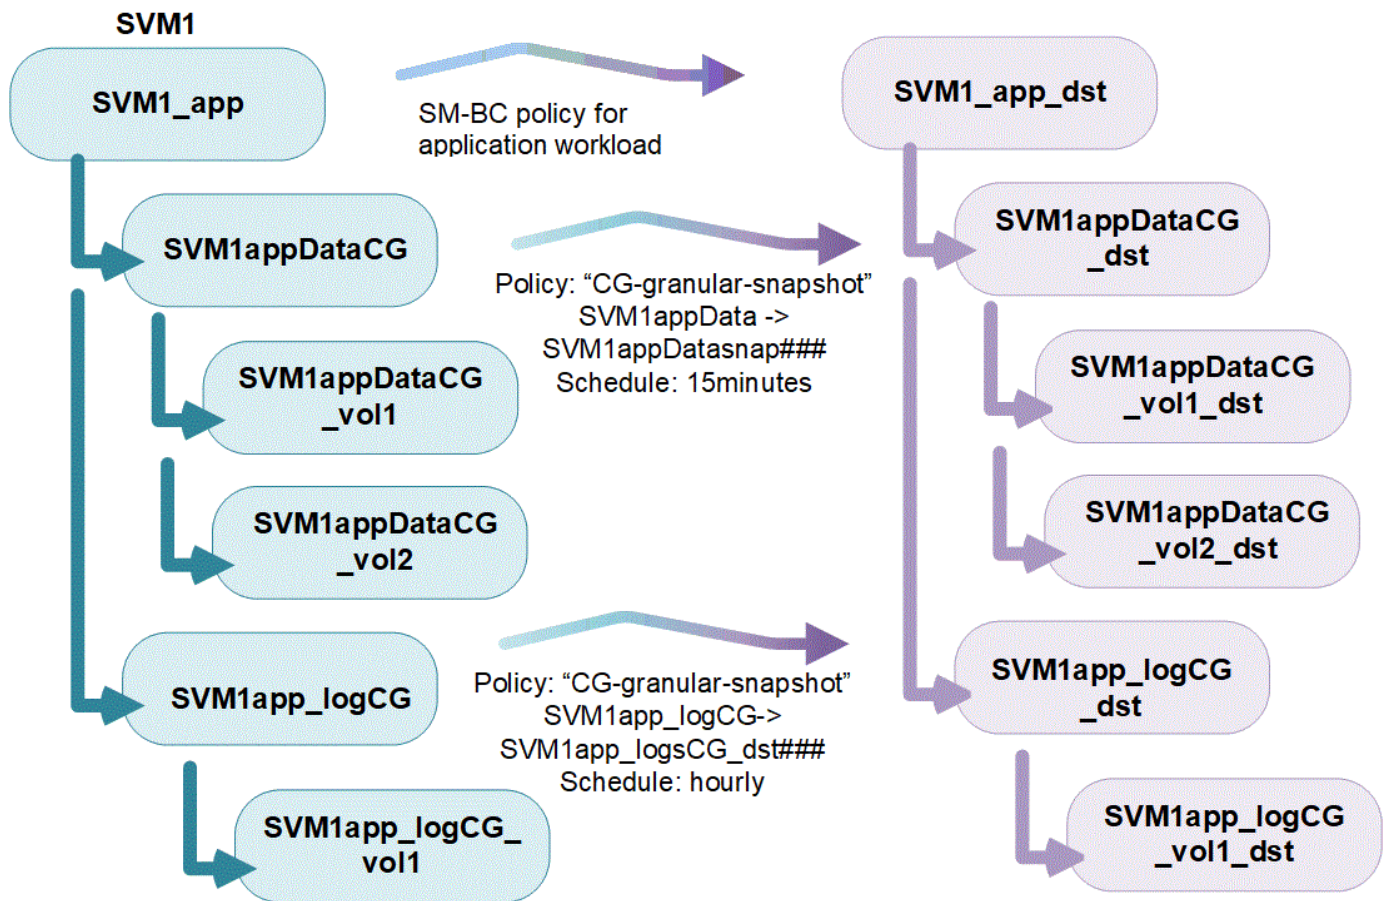 SVM1
SVM1_app
SM-BC policy for
application workload
SVM1_app_dst
SVM1appDataCG
Policy: “CG-granular-snapshot”
SVM1appData ->
SVM1appDatasnap###
Schedule: 15minutes
SVM1appDataCG
_dst
SVM1appDataCG
_vol1
SVM1appDataCG
_vol1_dst
SVM1appDataCG
_vol2
SVM1appDataCG
_vol2_dst
SVM1app_logCG
Policy: “CG-granular-snapshot”
SVM1app_logCG->
SVM1app_logsCG_dst###
Schedule: hourly
SVM1app_logCG
_dst
SVM1app_logCG_
vol1
SVM1app_logCG
_vol1_dst